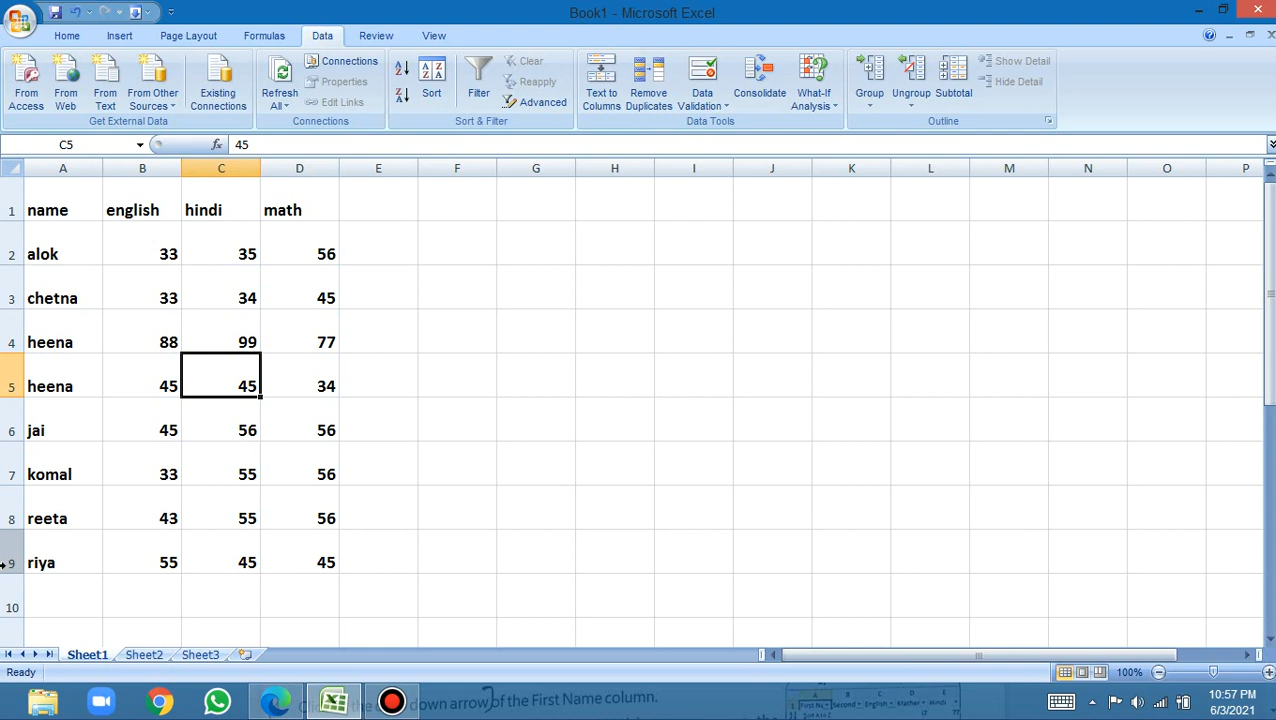 Book1 - Microsoft Excel
Home Insert Page Layout Formulas Data Review View
From Access
From Web
From Text
From Other Sources
Existing Connections
Get External Data
Refresh All
Connections
Properties
Edit Links
Connections
Sort
Filter
Clear
Reapply
Advanced
Sort & Filter
Text to Columns
Remove Duplicates
Data Validation
Consolidate
What-If Analysis
Data Tools
Group
Ungroup
Subtotal
Show Detail
Hide Detail
Outline
C5 fx 45
A B C D E F G H I J K L M N O P
1 name english hindi math
2 alok 33 35 56
3 chetna 33 34 45
4 heena 88 99 77
5 heena 45 45 34
6 jai 45 56 56
7 komal 33 55 56
8 reeta 43 55 56
9 riya 55 45 45
10
Sheet1 Sheet2 Sheet3
Ready 100%
down arrow of the First Name column.
A B C D E
10:57 PM
6/3/2021